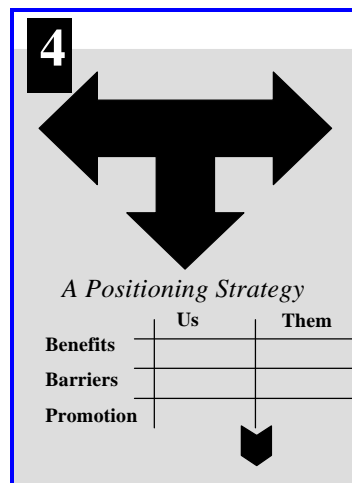 4
A Positioning Strategy
Us Them
Benefits
Barriers
Promotion